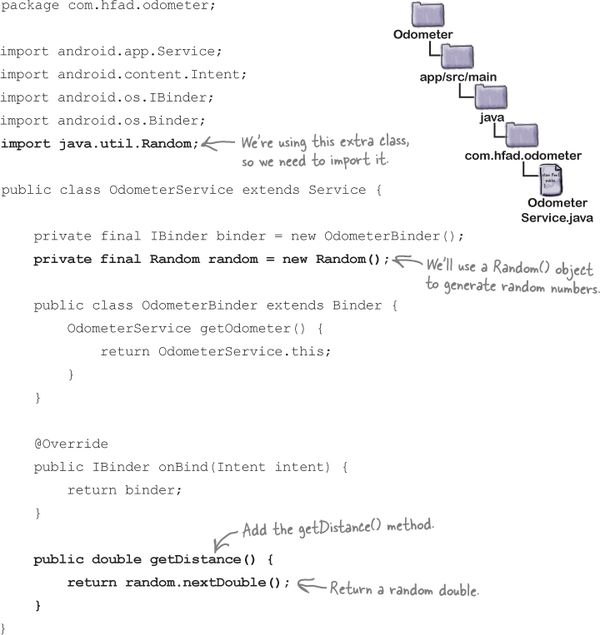 package com.hfad.odometer;
Odometer
import android.app.Service;
import android.content.Intent;
app/src/main
import android.os.IBinder;
import android.os.Binder;
java
import java.util.Random;
We're using this extra class,
so we need to import it.
com.hfad.odometer
public class OdometerService extends Service {
Odometer
Service.java
private final IBinder binder = new OdometerBinder();
private final Random random = new Random();
We'll use a Random() object
to generate random numbers.
public class OdometerBinder extends Binder {
OdometerService getOdometer() {
return OdometerService.this;
}
}
@Override
public IBinder onBind(Intent intent) {
return binder;
}
Add the getDistance() method.
public double getDistance() {
return random.nextDouble();
Return a random double.
}
}